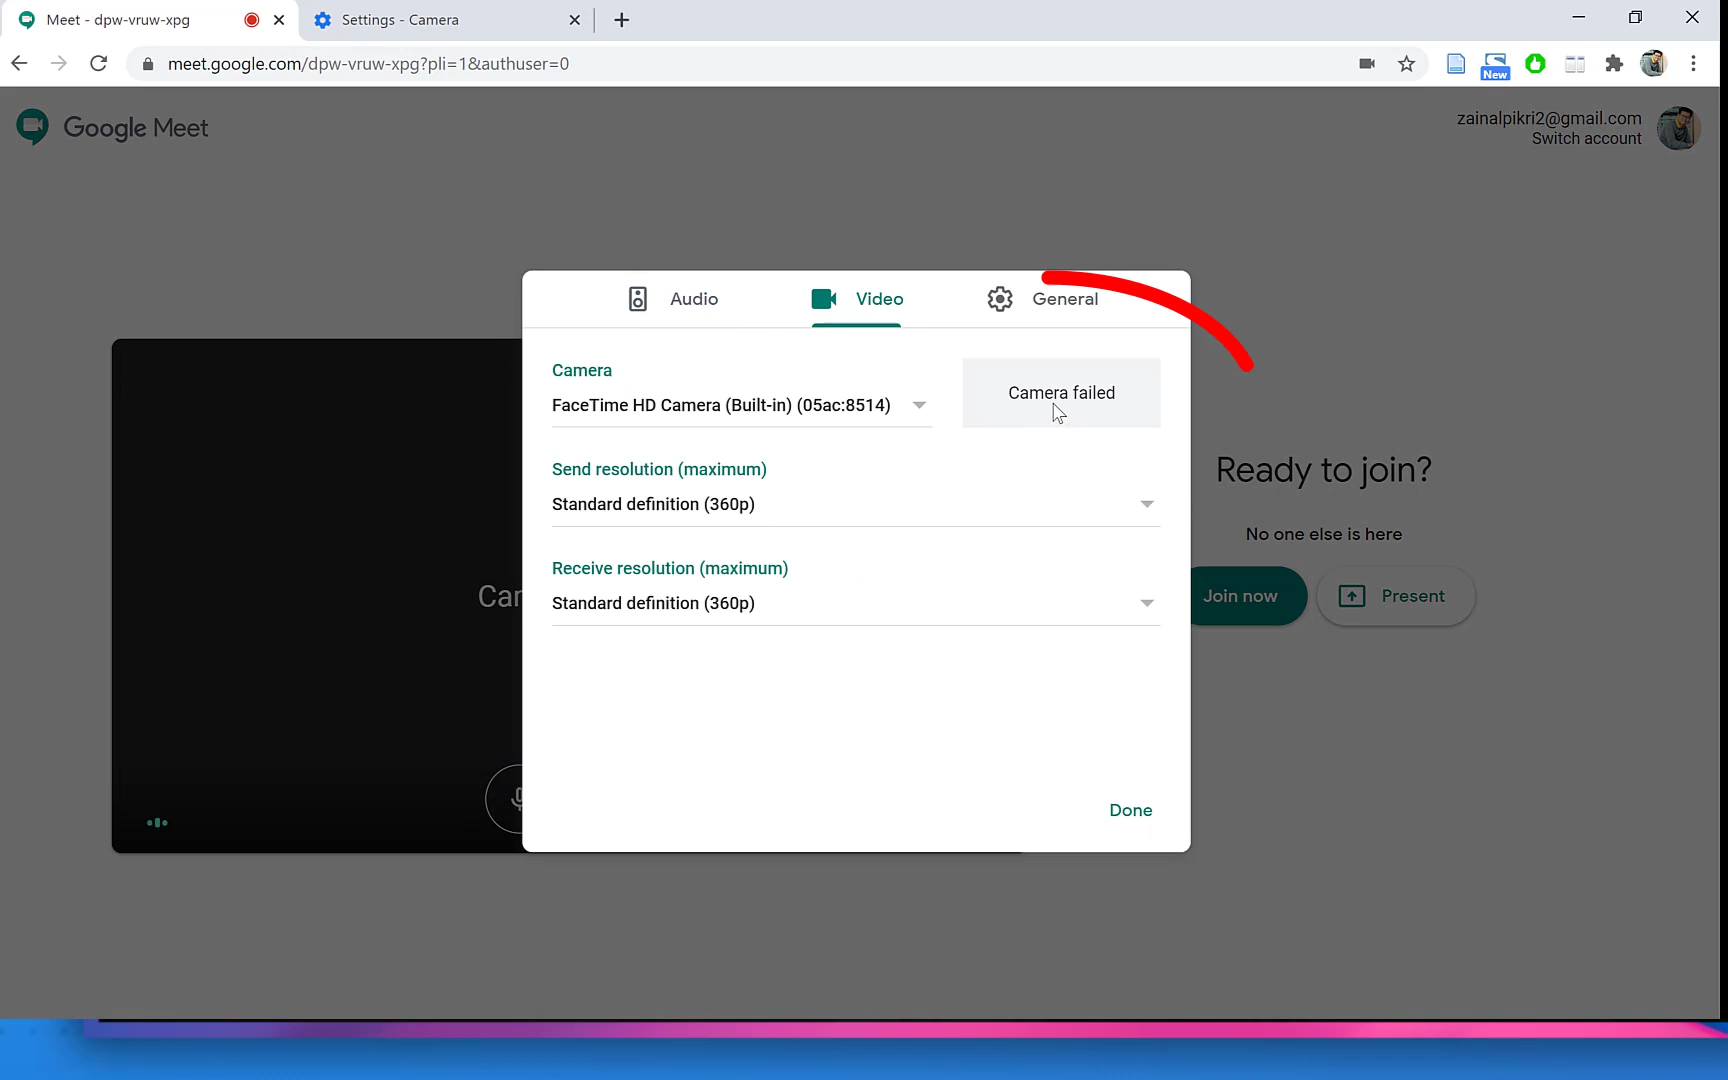 Meet - dpw-vruw-xpg
Settings - Camera
meet.google.com/dpw-vruw-xpg?pli=1&authuser=0
New
Google Meet
zainalpikri2@gmail.com
Switch account
Audio
Video
General
Camera
FaceTime HD Camera (Built-in) (05ac:8514)
Camera failed
Send resolution (maximum)
Standard definition (360p)
Receive resolution (maximum)
Standard definition (360p)
Done
Ready to join?
No one else is here
Join now
Present